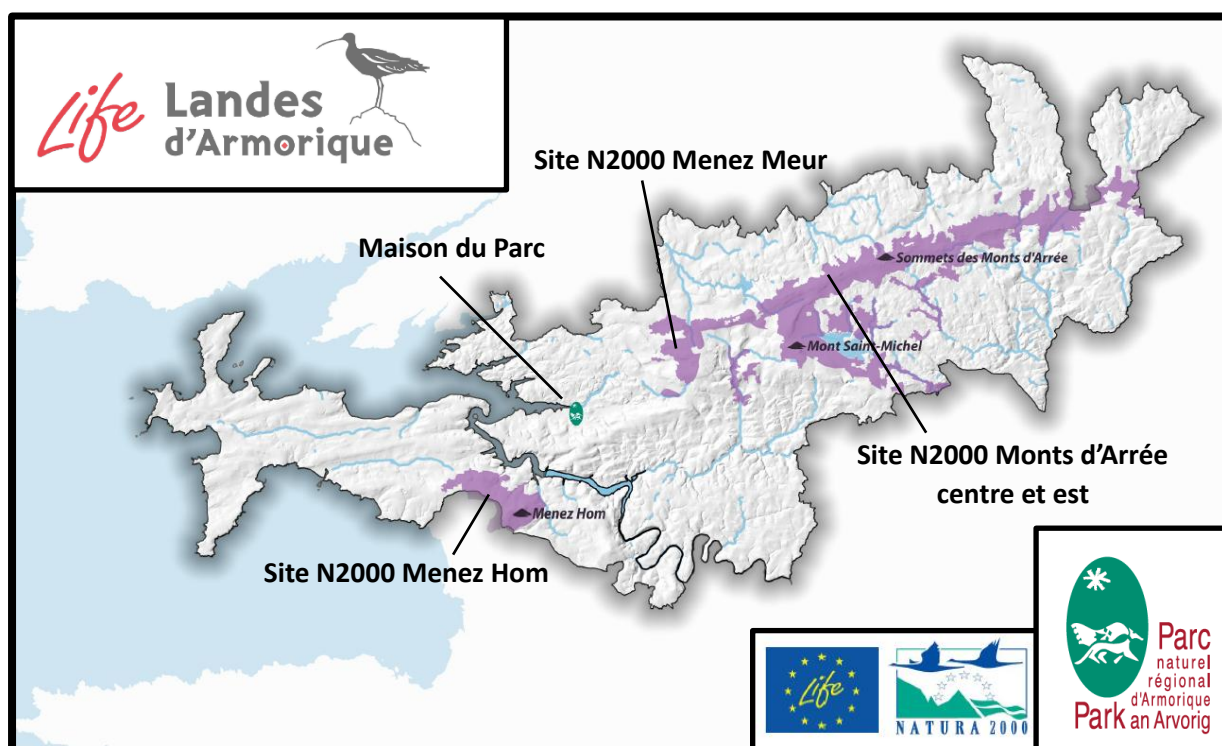 Life Landes
d'Armorique
Site N2000 Menez Meur
Maison du Parc
Sommets des Monts d'Arrée
Mont Saint-Michel
Site N2000 Monts d'Arrée
centre et est
Menez Hom
Site N2000 Menez Hom
Life
NATURA 2000
Parc
naturel
régional
d'Armorique
Park an Arvorig